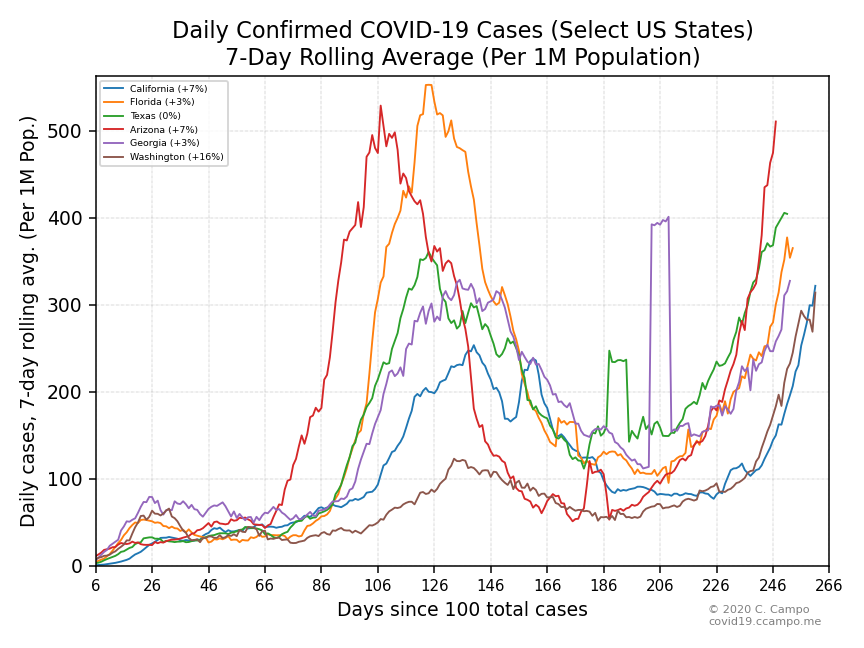 Daily Confirmed COVID-19 Cases (Select US States)
7-Day Rolling Average (Per 1M Population)
Daily cases, 7-day rolling avg. (Per 1M Pop.)
California (+7%)
Florida (+3%)
Texas (0%)
Arizona (+7%)
Georgia (+3%)
Washington (+16%)
500
400
300
200
100
0
6 26 46 66 86 106 126 146 166 186 206 226 246 266
Days since 100 total cases
© 2020 C. Campo
covid19.ccampo.me